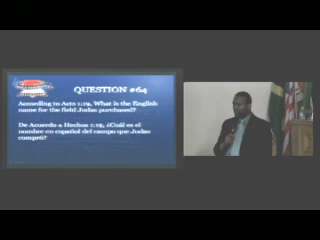 QUESTION #64
According to Acts 1:19, What is the English
name for the field Judas purchased?
De Acuerdo a Hechos 1:19, ¿Cuál es el
nombre en español del campo que Judas
compró?